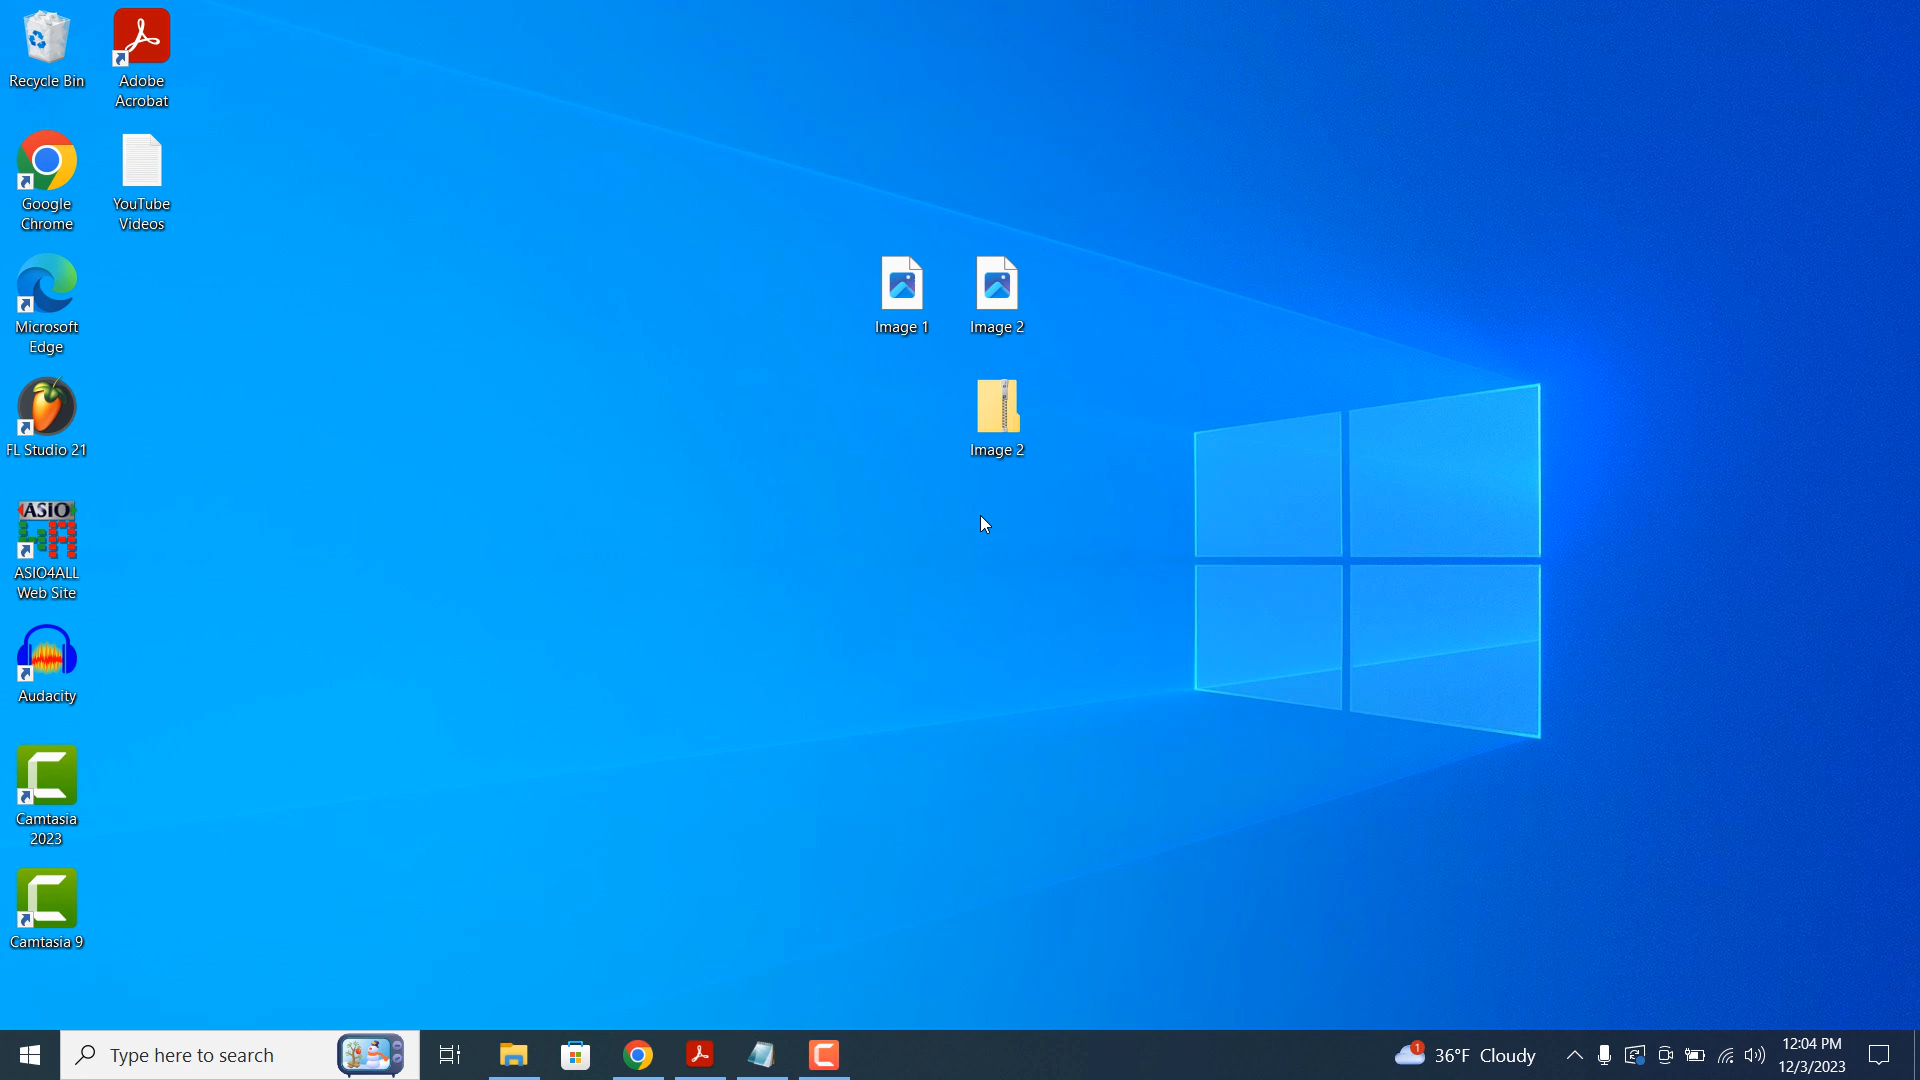 Recycle Bin
Adobe
Acrobat
Google
Chrome
YouTube
Videos
Microsoft
Edge
Image 1
Image 2
FL Studio 21
Image 2
ASIO
ASIO4ALL
Web Site
Audacity
Camtasia
2023
Camtasia 9
Type here to search
1
36°F Cloudy
12:04 PM
12/3/2023